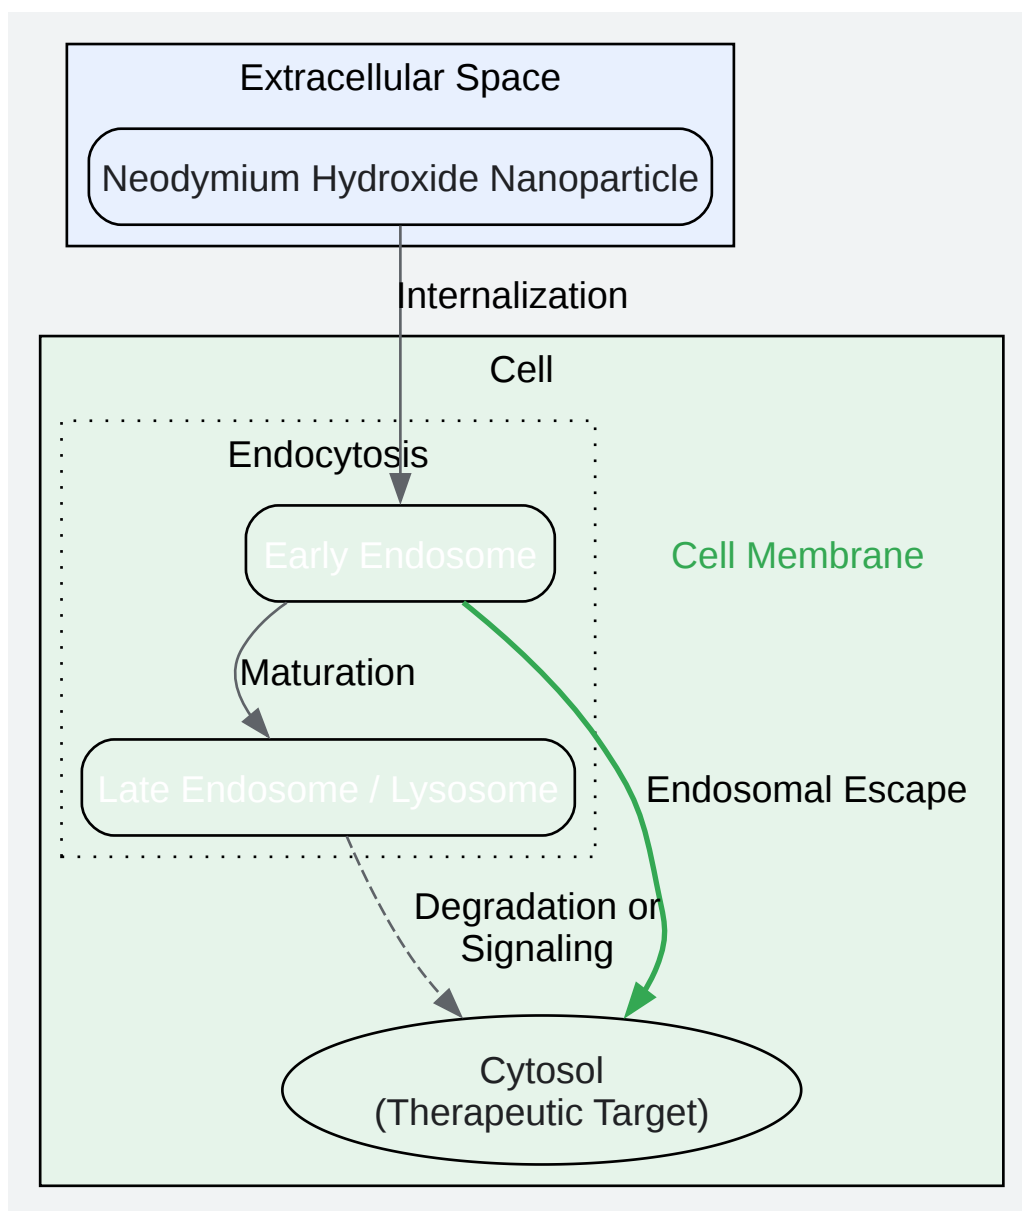 Extracellular Space
Neodymium Hydroxide Nanoparticle
Internalization
Cell
Endocytosis
Early Endosome
Cell Membrane
Maturation
Late Endosome / Lysosome
Endosomal Escape
Degradation or
Signaling
Cytosol
(Therapeutic Target)